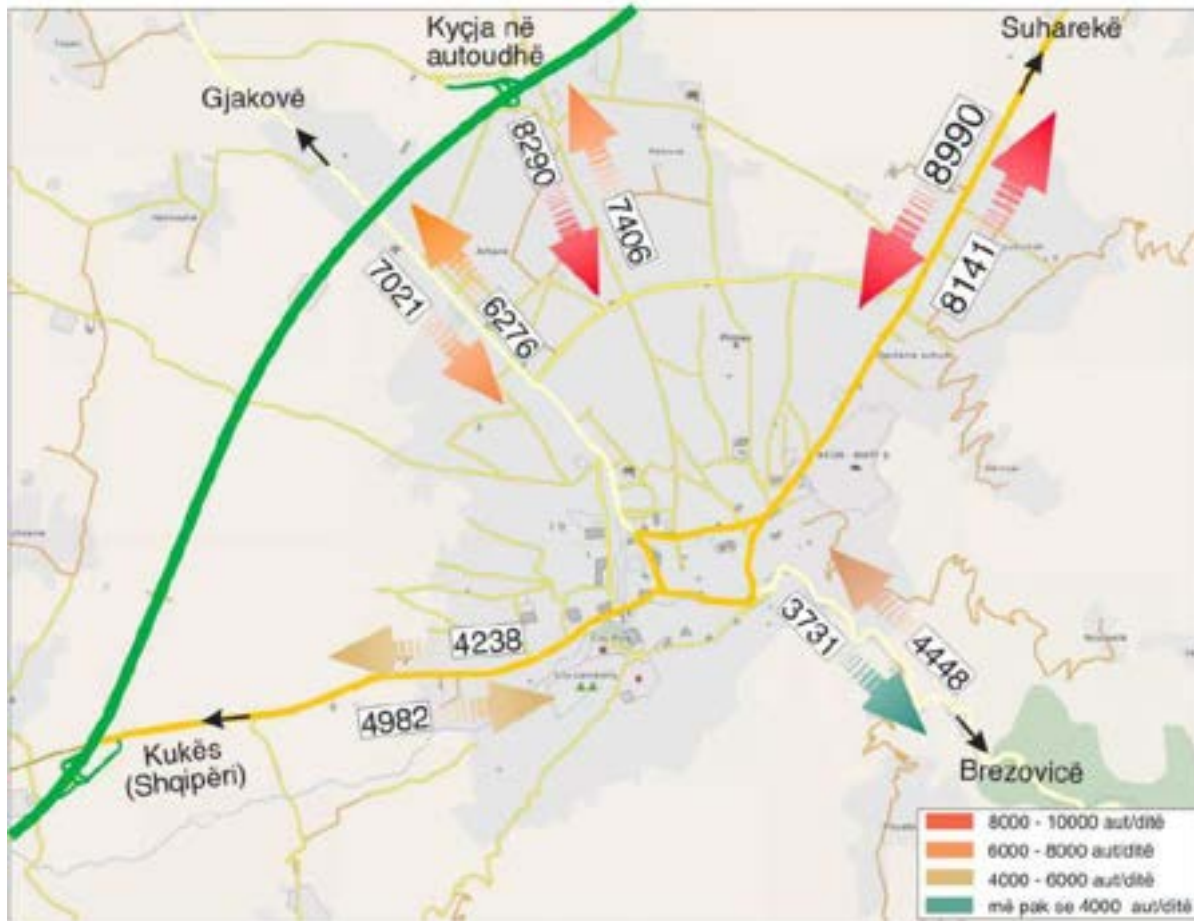 Kyçja në
autoudhë
Suharekë
Gjakovë
8290
7406
8990
8141
7021
6276
4238
4982
3731
4448
Kukës
(Shqipëri)
Brezovicë
8000 - 10000 aut/ditë
6000 - 8000 aut/ditë
4000 - 6000 aut/ditë
më pak se 4000 aut/ditë